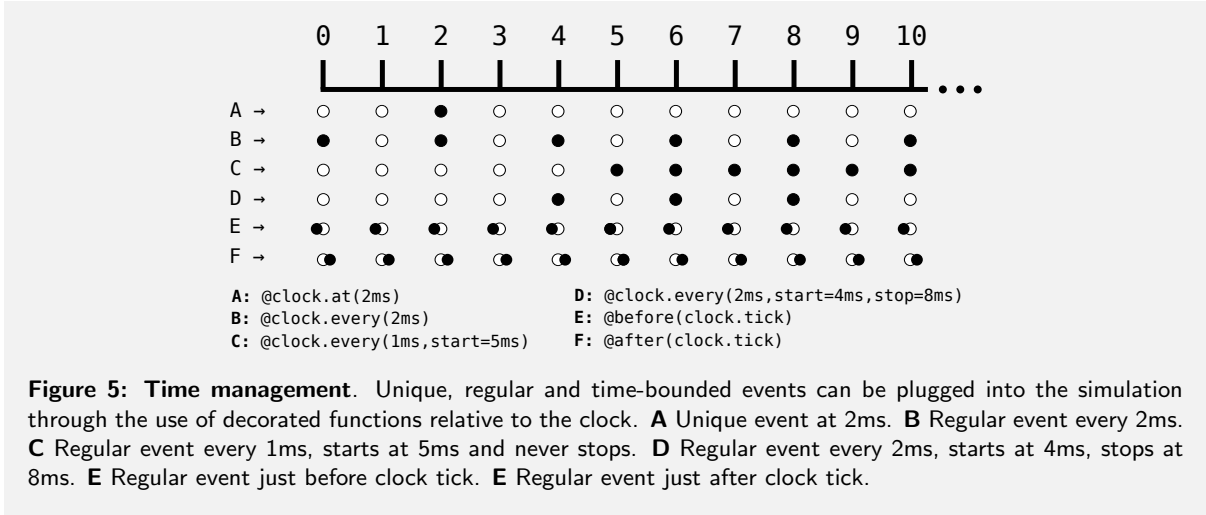 0 1 2 3 4 5 6 7 8 9 10
A →
B →
C →
D →
E →
F →
A: @clock.at(2ms)
B: @clock.every(2ms)
C: @clock.every(1ms,start=5ms)
D: @clock.every(2ms,start=4ms,stop=8ms)
E: @before(clock.tick)
F: @after(clock.tick)
Figure 5: Time management. Unique, regular and time-bounded events can be plugged into the simulation
through the use of decorated functions relative to the clock. A Unique event at 2ms. B Regular event every 2ms.
C Regular event every 1ms, starts at 5ms and never stops. D Regular event every 2ms, starts at 4ms, stops at
8ms. E Regular event just before clock tick. E Regular event just after clock tick.